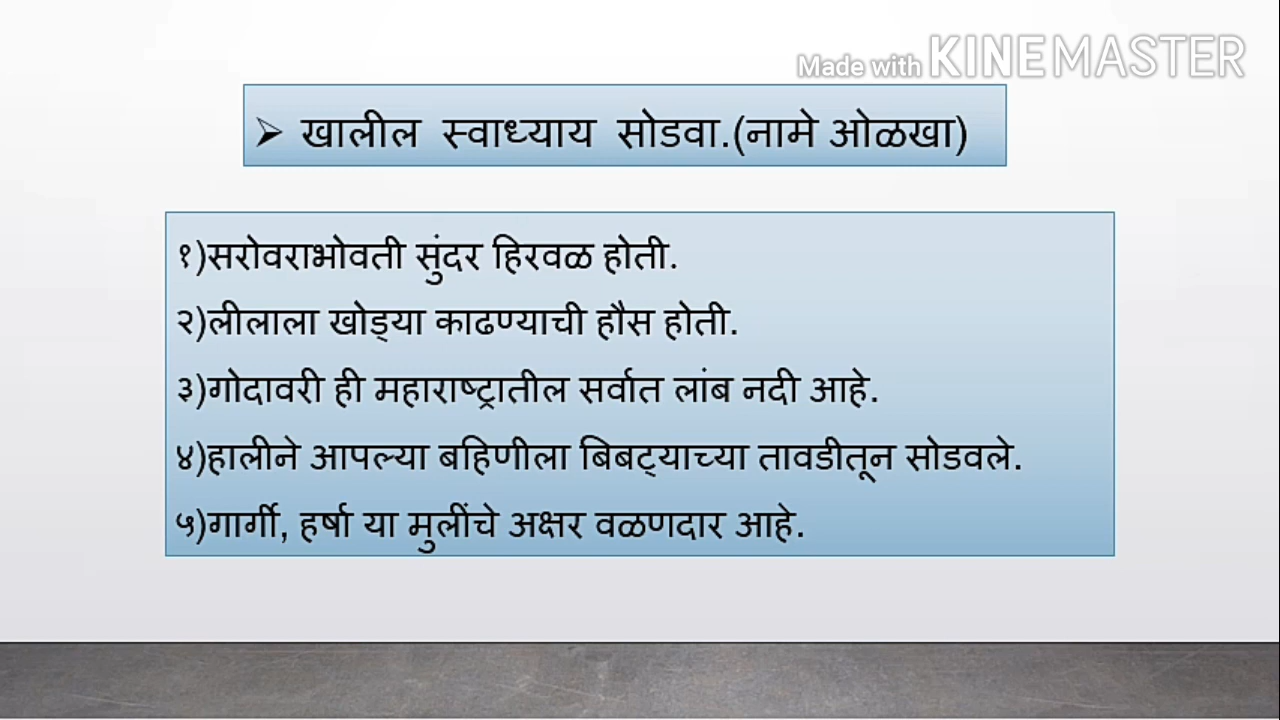 Made with KINEMASTER
➢ खालील स्वाध्याय सोडवा.(नामे ओळखा)
१)सरोवराभोवती सुंदर हिरवळ होती.
२)लीलाला खोड्या काढण्याची हौस होती.
३)गोदावरी ही महाराष्ट्रातील सर्वात लांब नदी आहे.
४)हालीने आपल्या बहिणीला बिबट्याच्या तावडीतून सोडवले.
५)गार्गी, हर्षा या मुलींचे अक्षर वळणदार आहे.